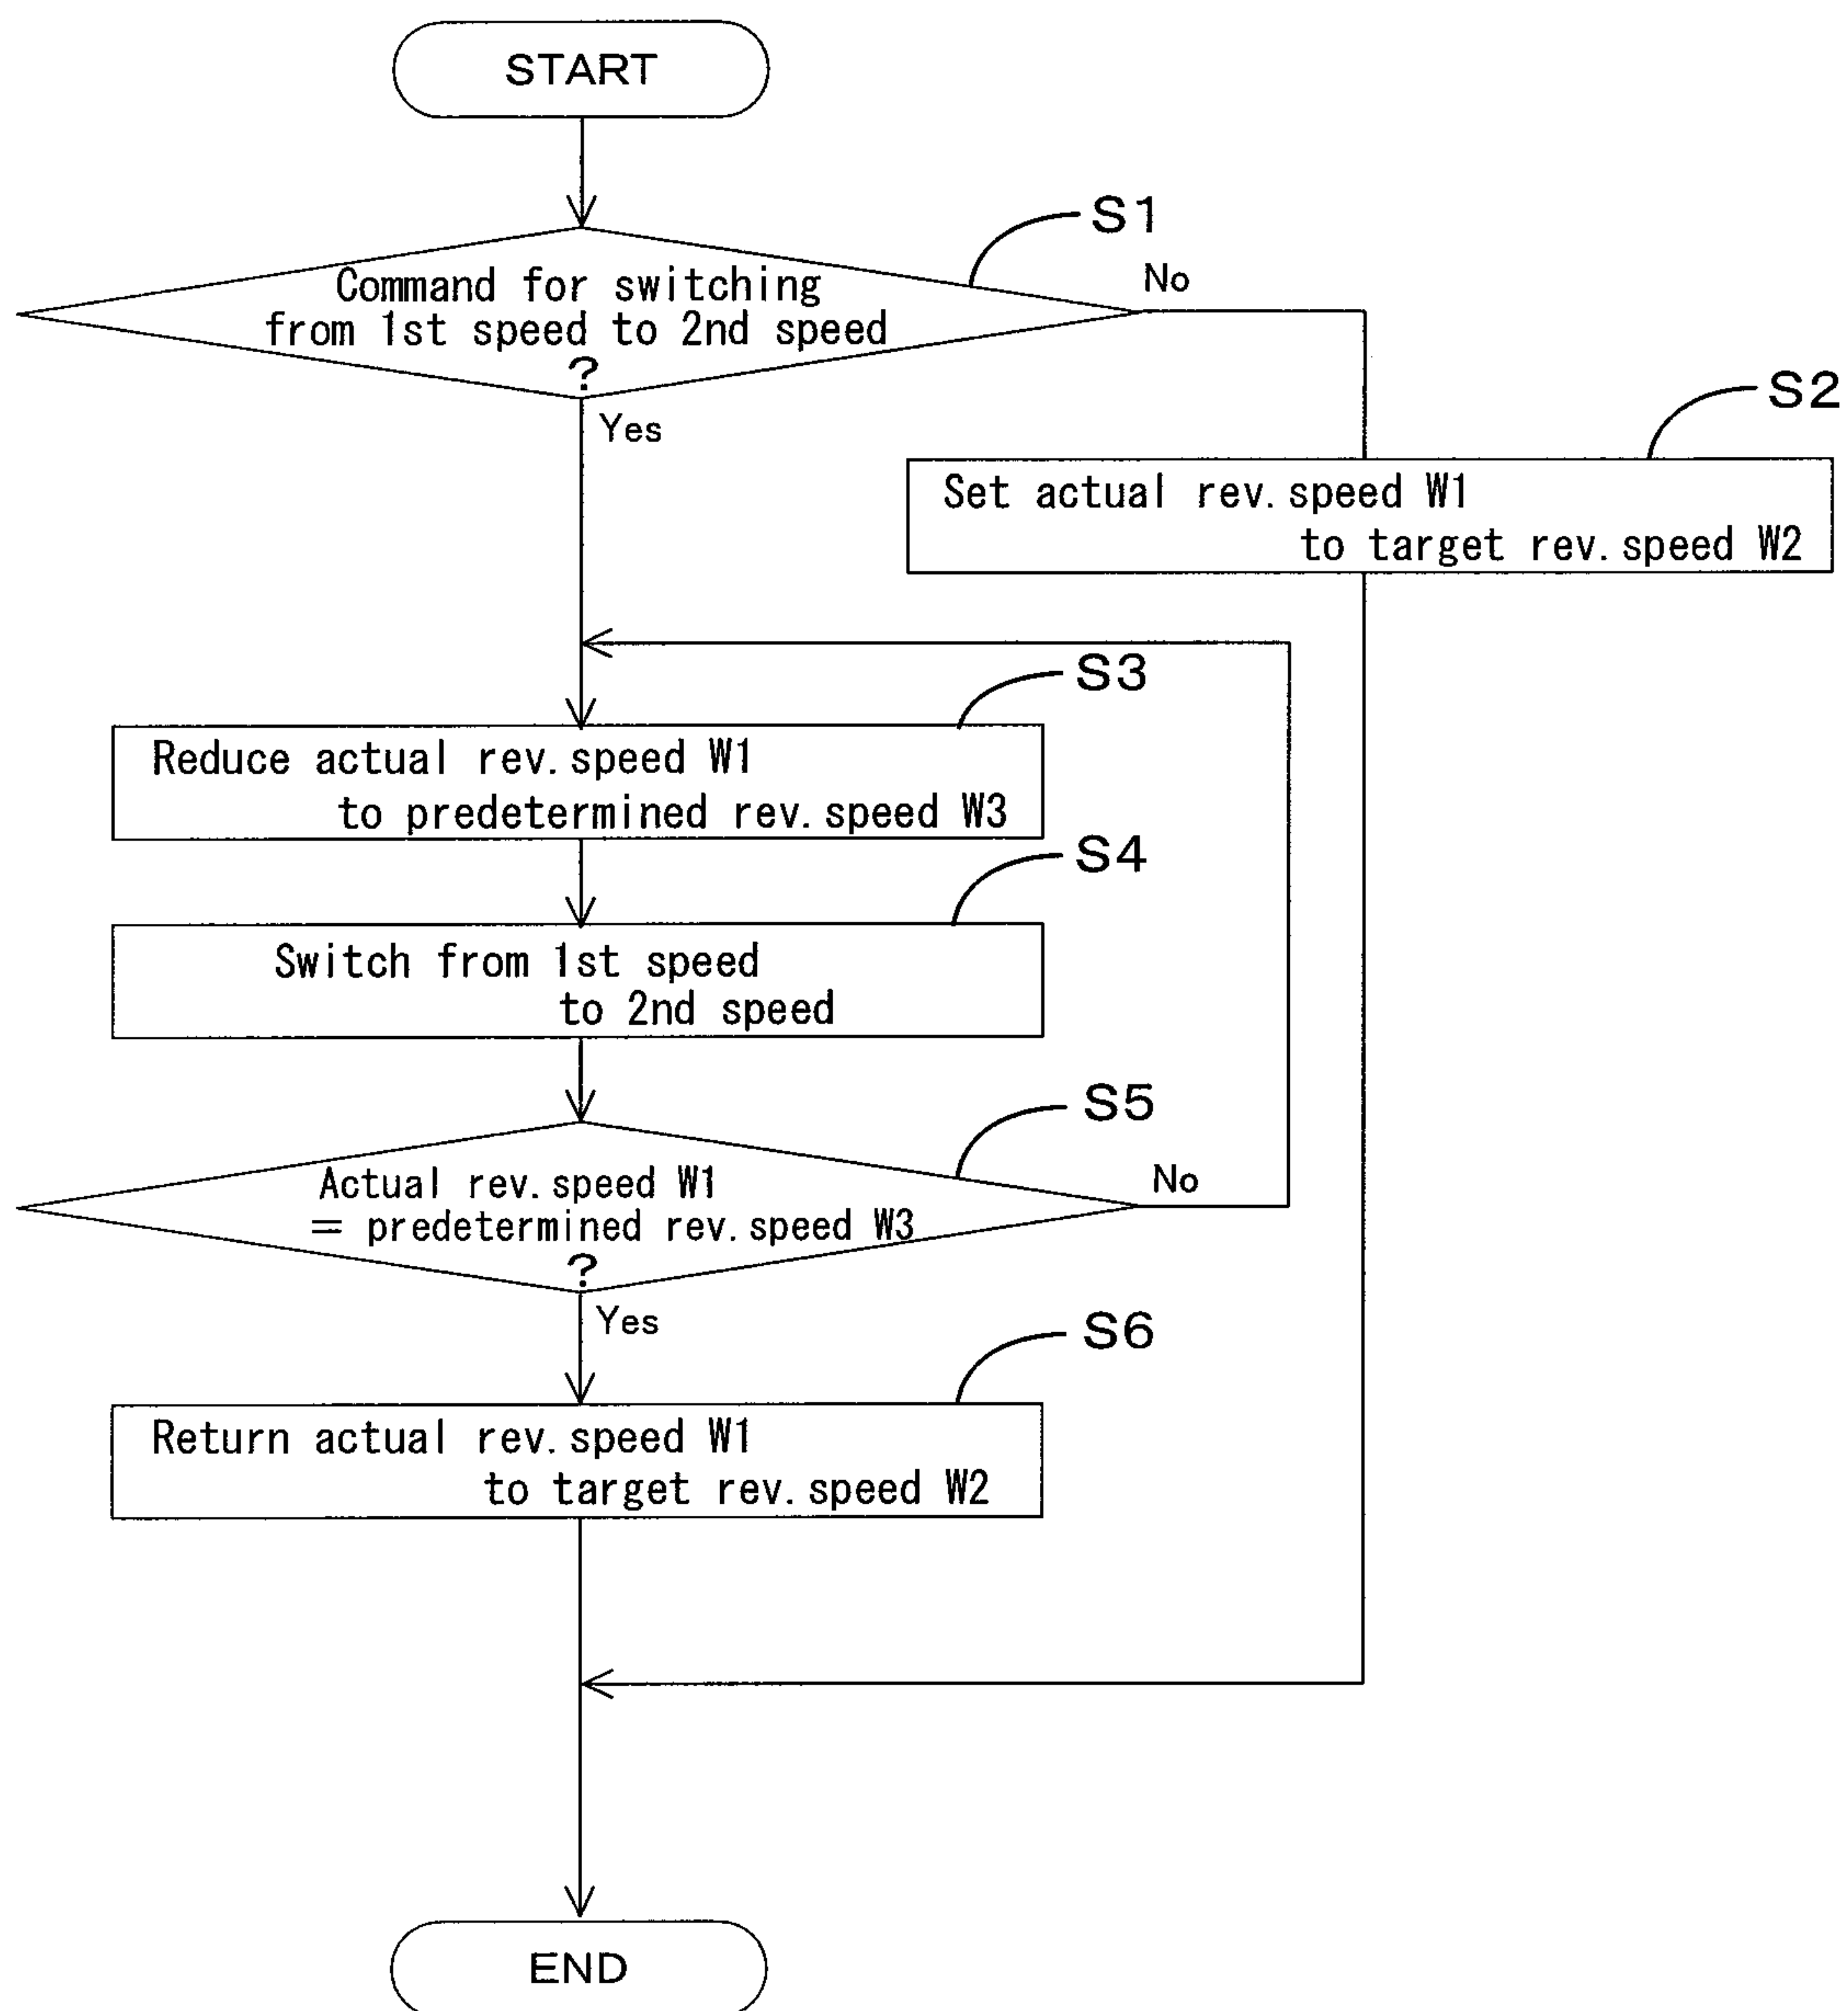 START
S1
Command for switching
from 1st speed to 2nd speed
?
No
Yes
S2
Set actual rev.speed W1
to target rev.speed W2
S3
Reduce actual rev.speed W1
to predetermined rev.speed W3
S4
Switch from 1st speed
to 2nd speed
S5
Actual rev.speed W1
= predetermined rev.speed W3
?
No
Yes
S6
Return actual rev.speed W1
to target rev.speed W2
END